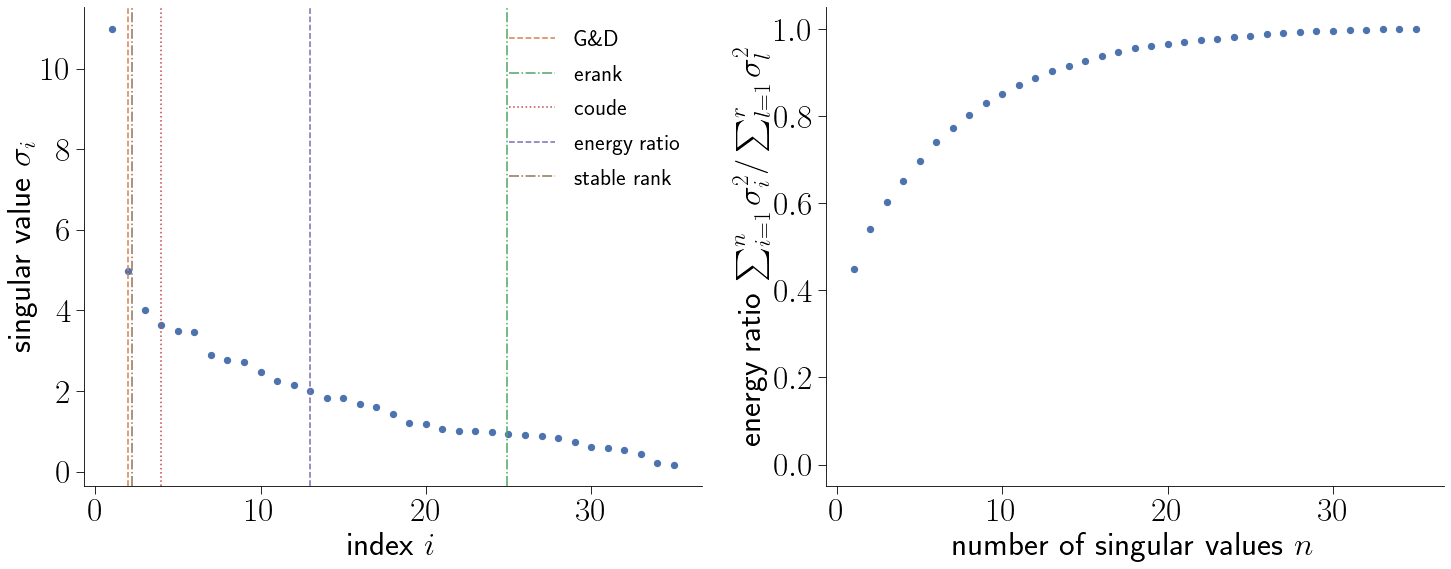 singular value σ_i
10
8
6
4
2
0
0 10 20 30
index i
G&D
erank
coude
energy ratio
stable rank
energy ratio ∑_{i=1}^{n} σ_i^2 / ∑_{l=1}^{r} σ_l^2
1.0
0.8
0.6
0.4
0.2
0.0
0 10 20 30
number of singular values n